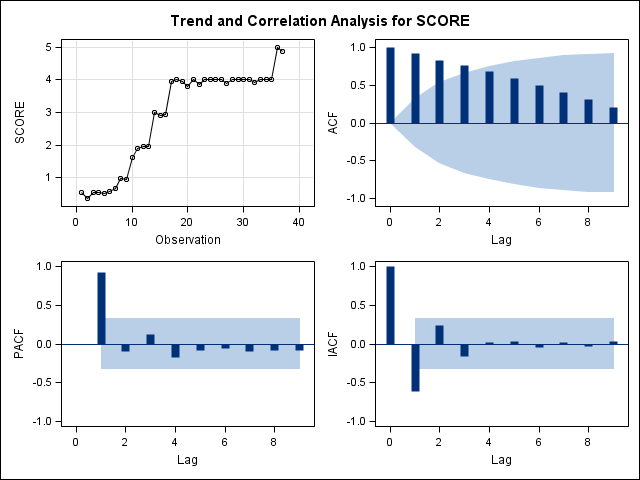 Trend and Correlation Analysis for SCORE
5
4
3
2
1
SCORE
0 10 20 30 40
Observation
1.0
0.5
0.0
-0.5
-1.0
ACF
0 2 4 6 8
Lag
1.0
0.5
0.0
-0.5
-1.0
PACF
0 2 4 6 8
Lag
1.0
0.5
0.0
-0.5
-1.0
IACF
0 2 4 6 8
Lag